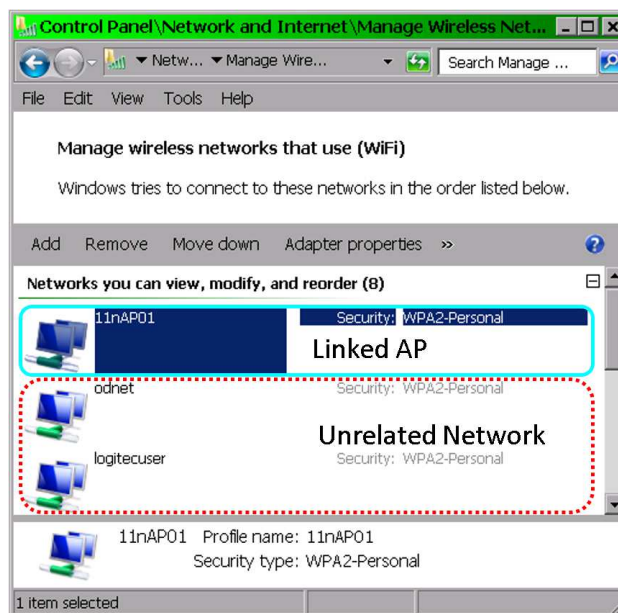 Control Panel\Network and Internet\Manage Wireless Net...
Netw... Manage Wire... Search Manage ...
File Edit View Tools Help
Manage wireless networks that use (WiFi)
Windows tries to connect to these networks in the order listed below.
Add Remove Move down Adapter properties »
Networks you can view, modify, and reorder (8)
11nAP01 Security: WPA2-Personal
Linked AP
odnet Security: WPA2-Personal
Unrelated Network
logitecuser Security: WPA2-Personal
11nAP01 Profile name: 11nAP01
Security type: WPA2-Personal
1 item selected